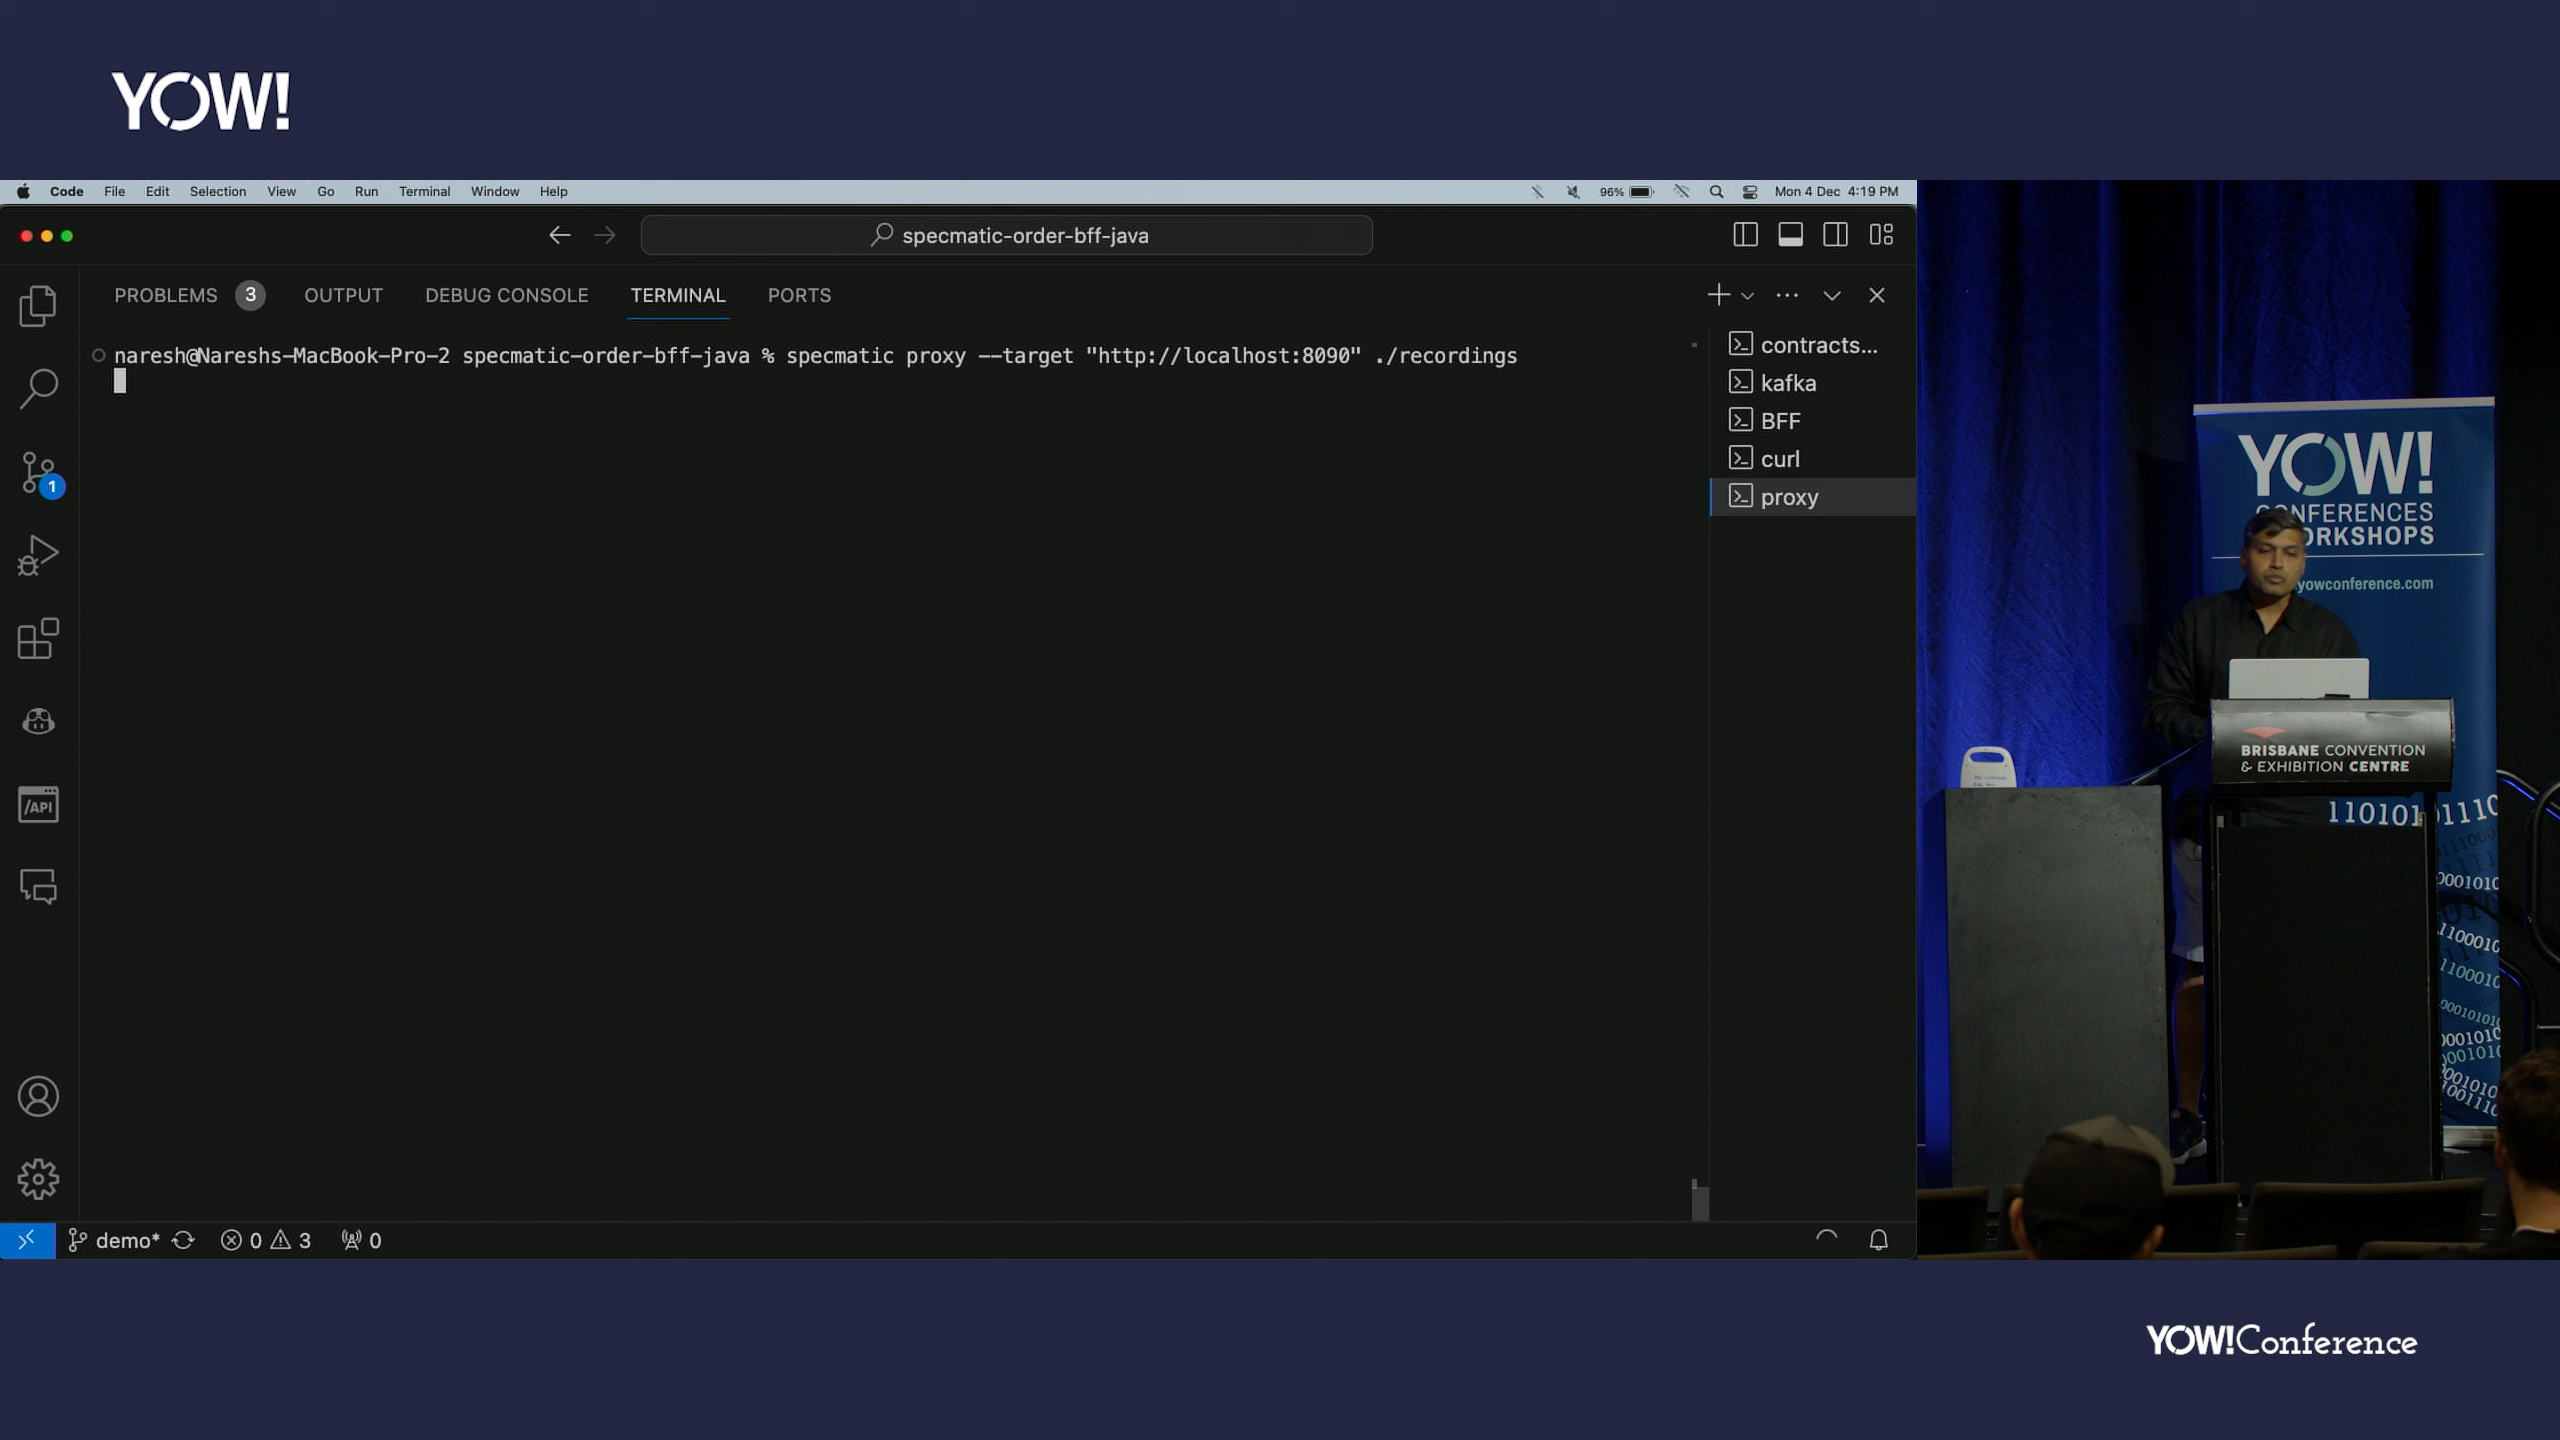 YOW!
Code File Edit Selection View Go Run Terminal Window Help 96% Mon 4 Dec 4:19 PM
specmatic-order-bff-java
PROBLEMS 3 OUTPUT DEBUG CONSOLE TERMINAL PORTS
naresh@Nareshs-MacBook-Pro-2 specmatic-order-bff-java % specmatic proxy --target "http://localhost:8090" ./recordings
contracts...
kafka
BFF
curl
proxy
1
/API
demo* 0 3 0
YOW!
CONFERENCES
WORKSHOPS
yowconference.com
BRISBANE CONVENTION
& EXHIBITION CENTRE
YOW!Conference